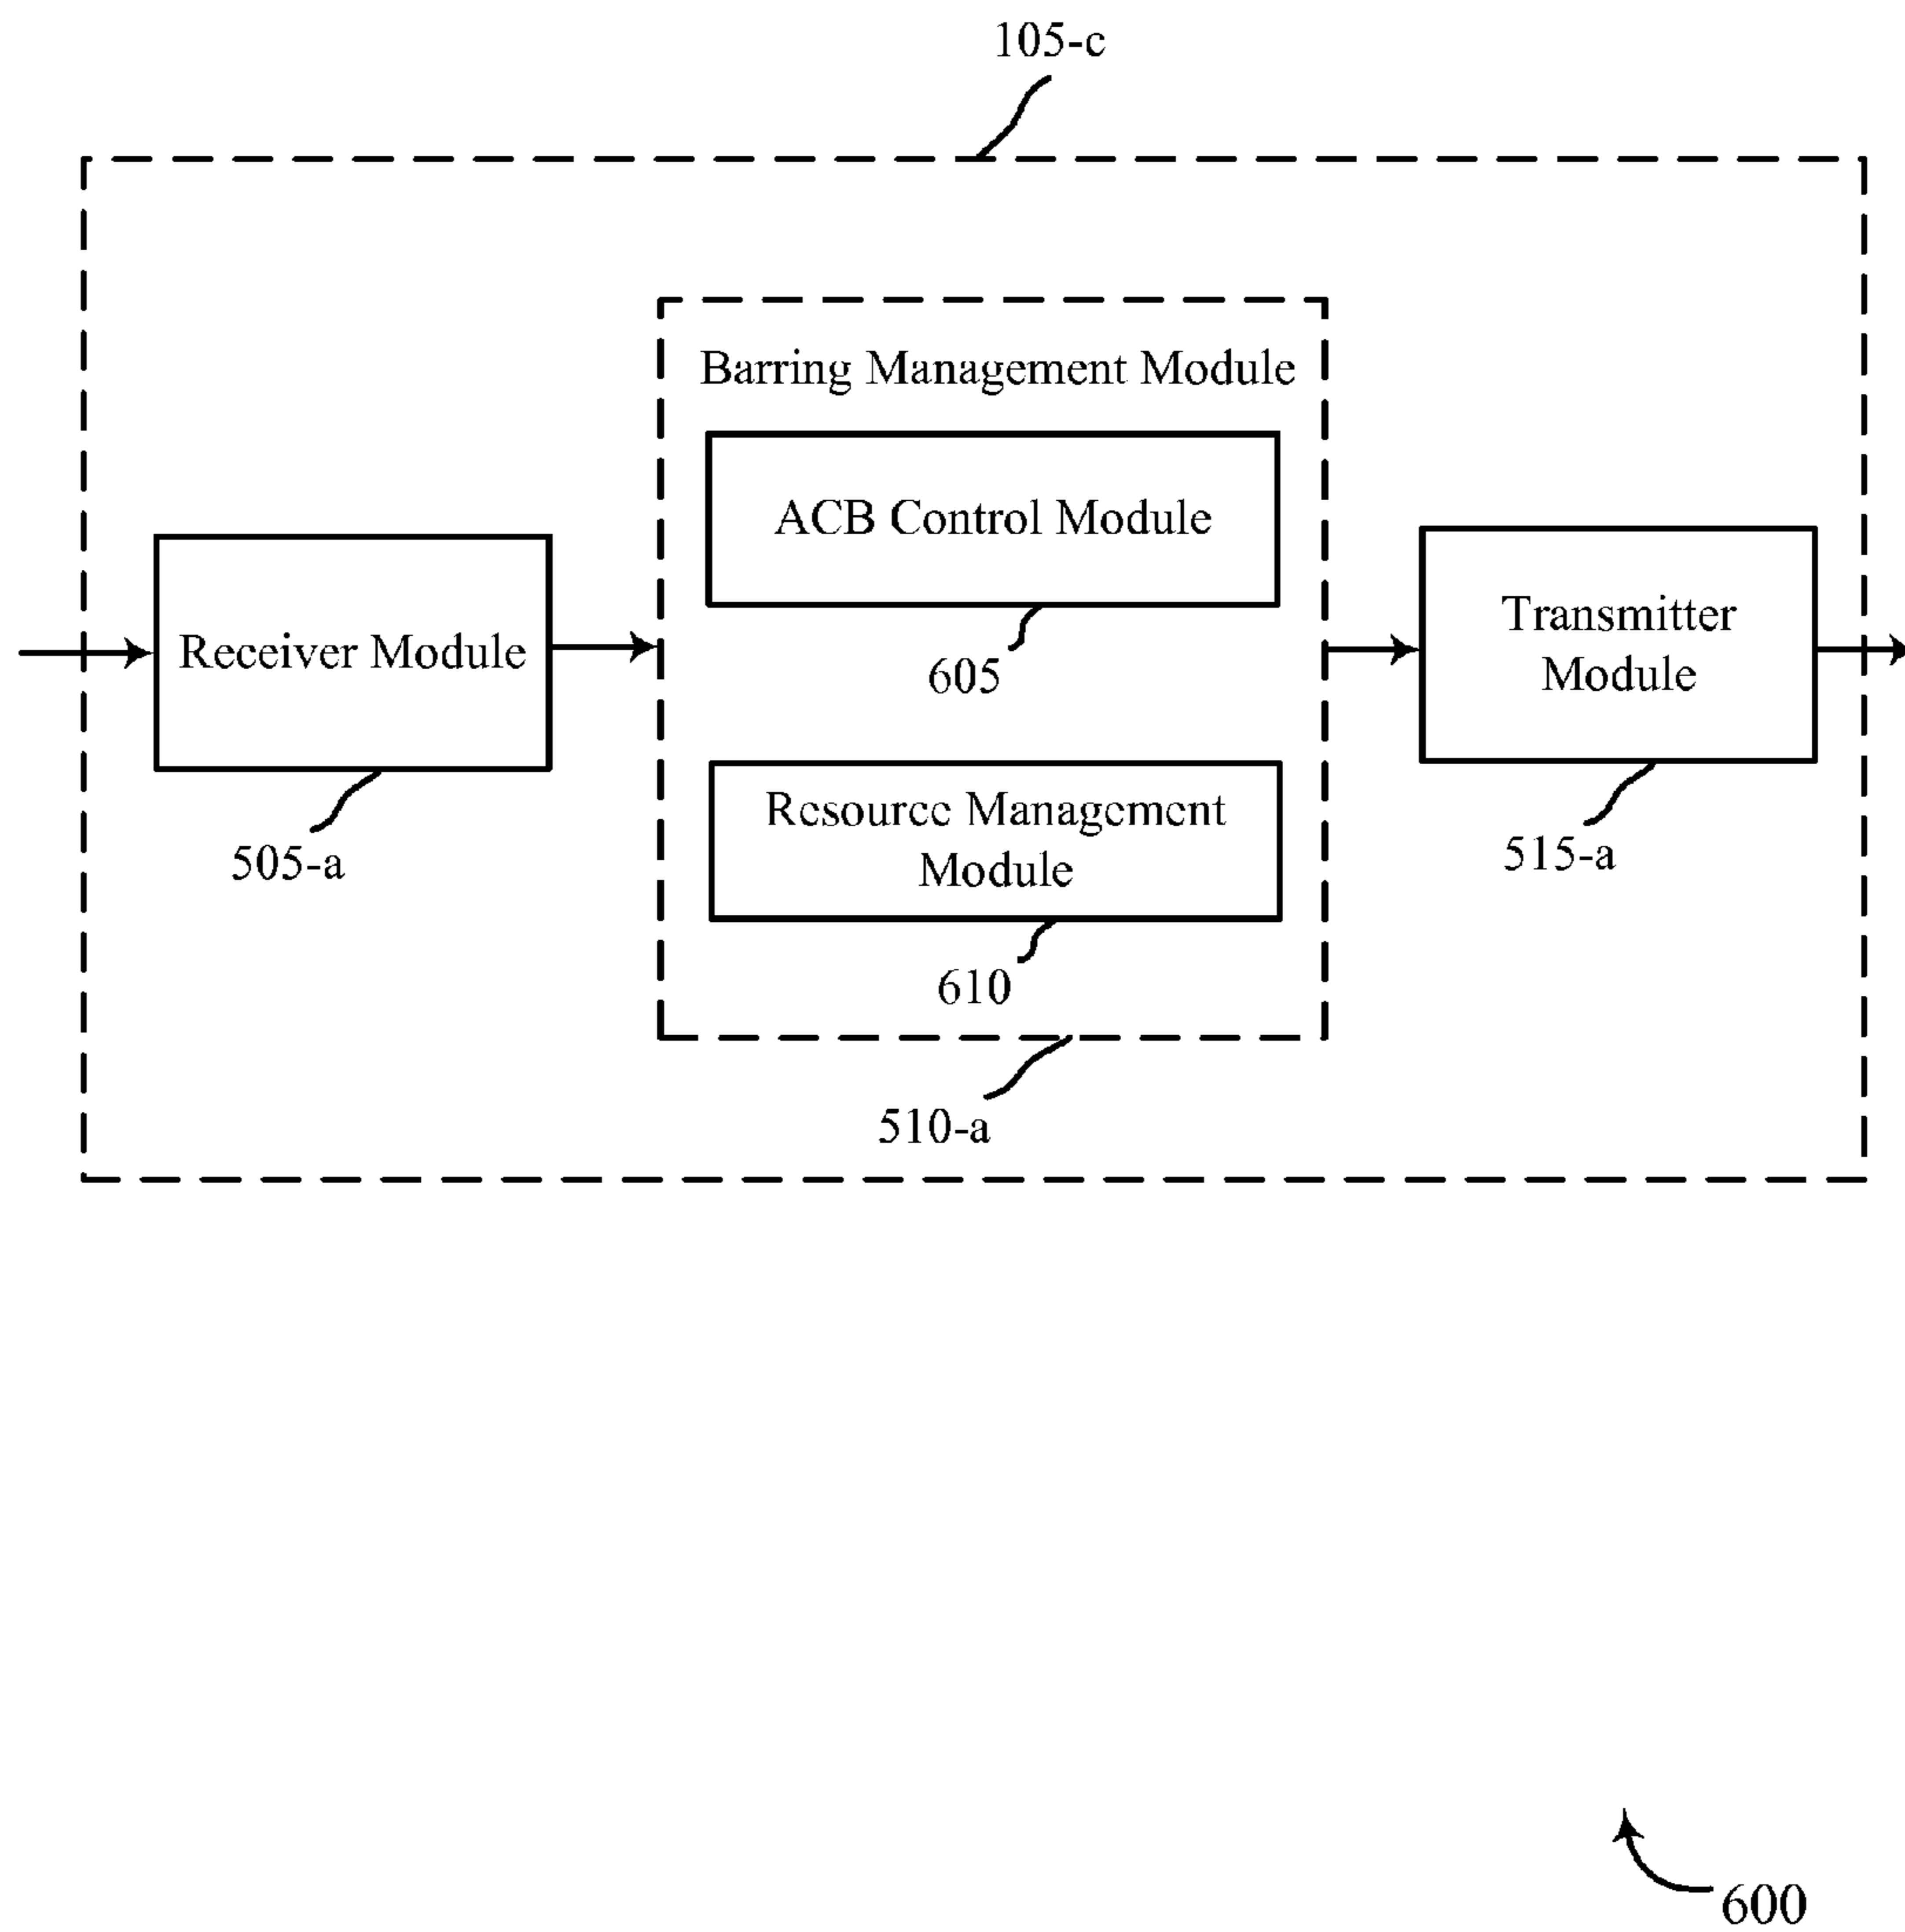 105-c
Barring Management Module
ACB Control Module
605
Receiver Module
505-a
Resource Management
Module
610
510-a
Transmitter
Module
515-a
600